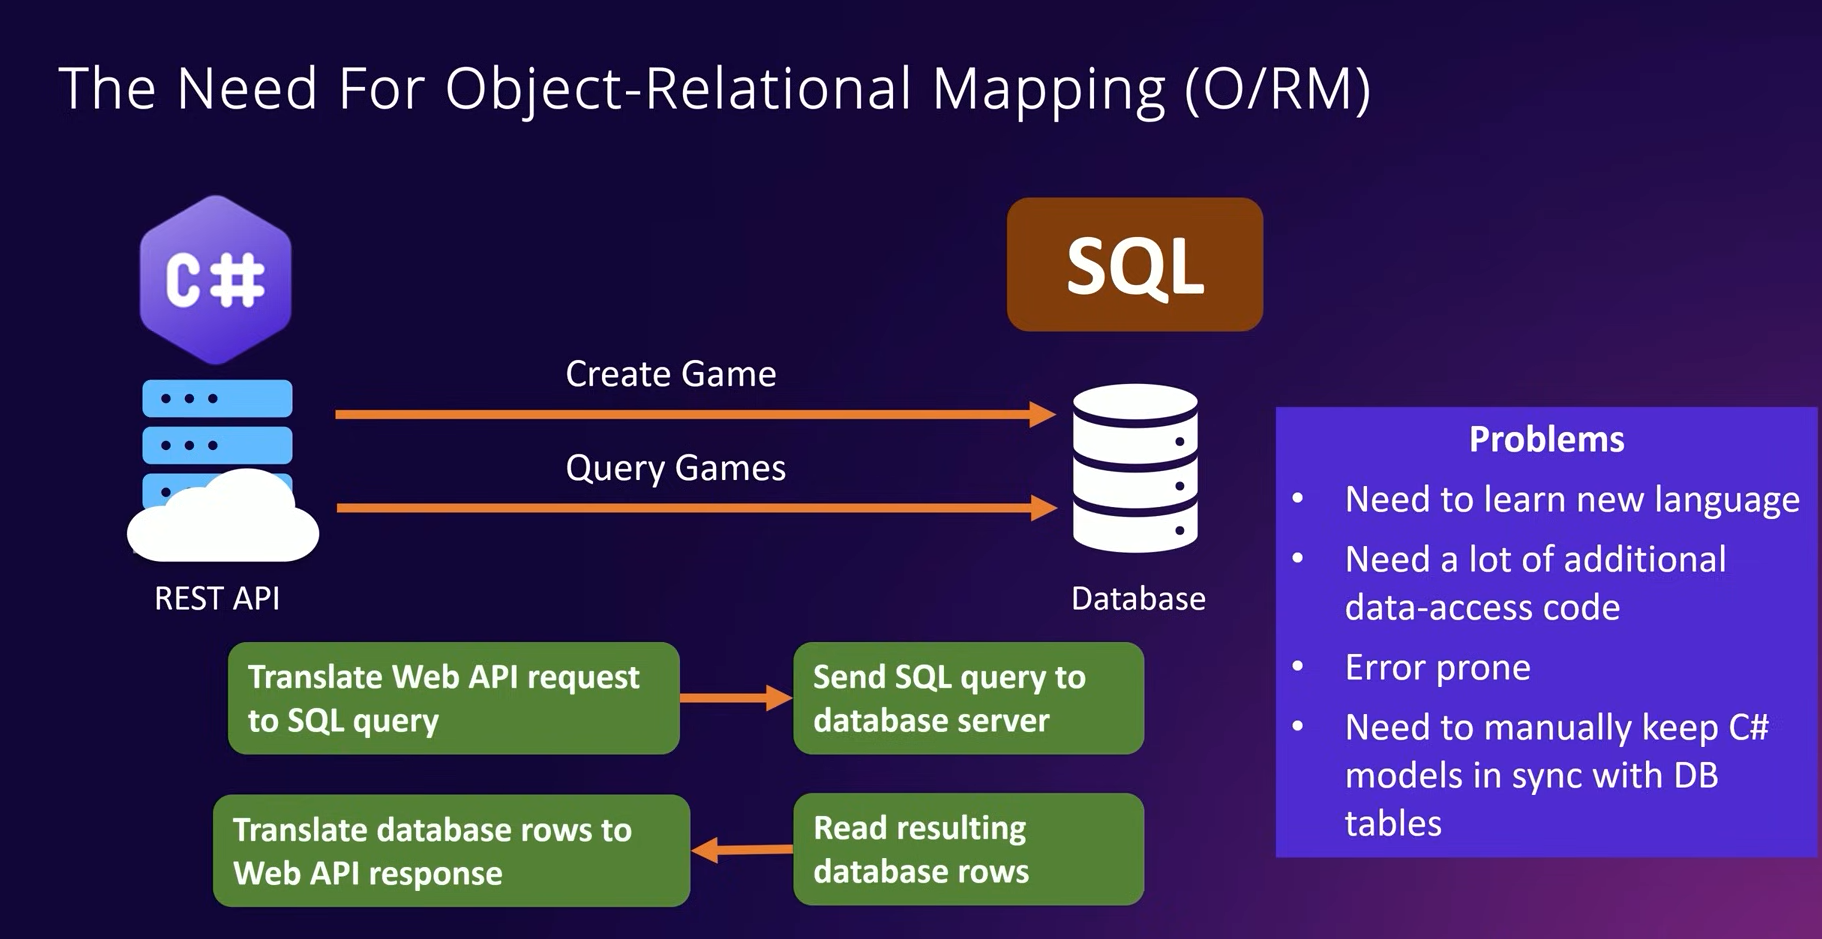 The Need For Object-Relational Mapping (O/RM)
C#
SQL
Create Game
Query Games
REST API
Database
Translate Web API request
to SQL query
Send SQL query to
database server
Translate database rows to
Web API response
Read resulting
database rows
Problems
• Need to learn new language
• Need a lot of additional
data-access code
• Error prone
• Need to manually keep C#
models in sync with DB
tables